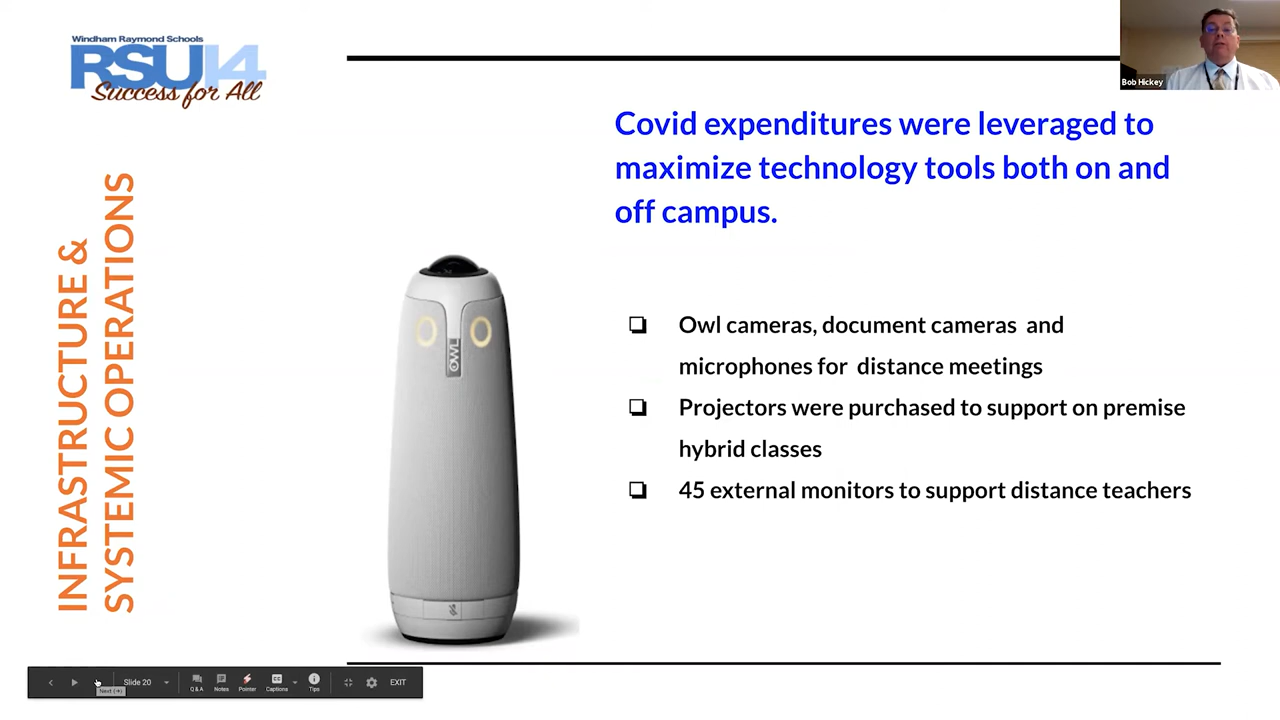 Windham Raymond Schools
RSU14
Success for All
Bob Hickey
INFRASTRUCTURE &
SYSTEMIC OPERATIONS
Covid expenditures were leveraged to
maximize technology tools both on and
off campus.
OWL
Owl cameras, document cameras and
microphones for distance meetings
Projectors were purchased to support on premise
hybrid classes
45 external monitors to support distance teachers
Slide 20
Q&A
Notes
Pointer
Captions
Tips
EXIT
Next (→)